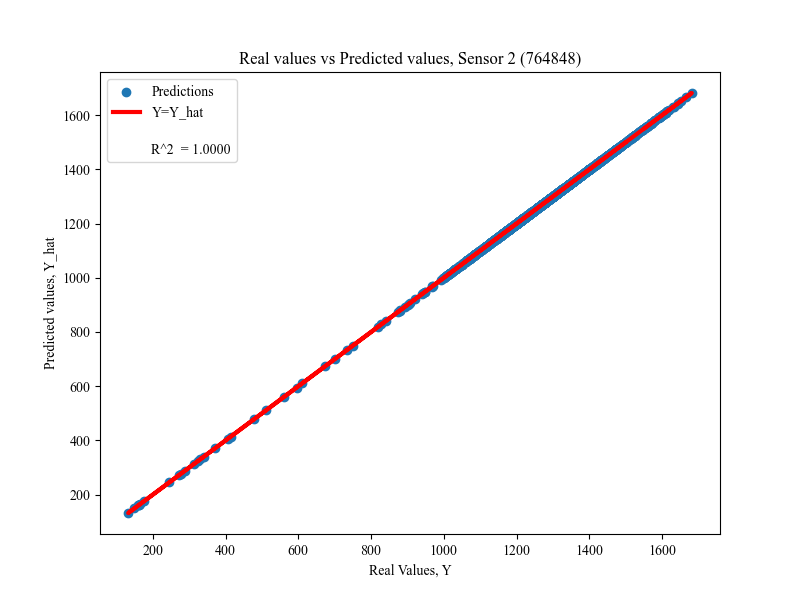 Real values vs Predicted values, Sensor 2 (764848)
Predictions
Y=Y_hat
R^2 = 1.0000
Predicted values, Y_hat
1600
1400
1200
1000
800
600
400
200
200 400 600 800 1000 1200 1400 1600
Real Values, Y